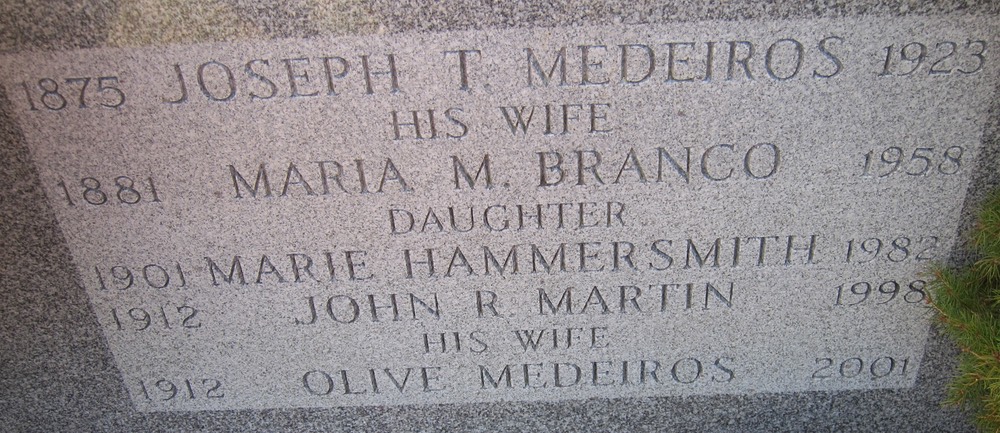 1875 JOSEPH T. MEDEIROS 1923
HIS WIFE
1881 MARIA M. BRANCO 1958
DAUGHTER
1901 MARIE HAMMERSMITH 1982
1912 JOHN R. MARTIN 1998
HIS WIFE
1912 OLIVE MEDEIROS 2001